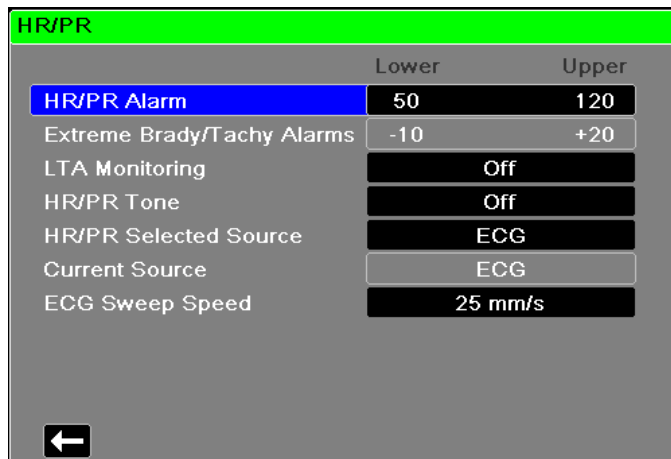 HR/PR
Lower Upper
HR/PR Alarm 50 120
Extreme Brady/Tachy Alarms -10 +20
LTA Monitoring Off
HR/PR Tone Off
HR/PR Selected Source ECG
Current Source ECG
ECG Sweep Speed 25 mm/s